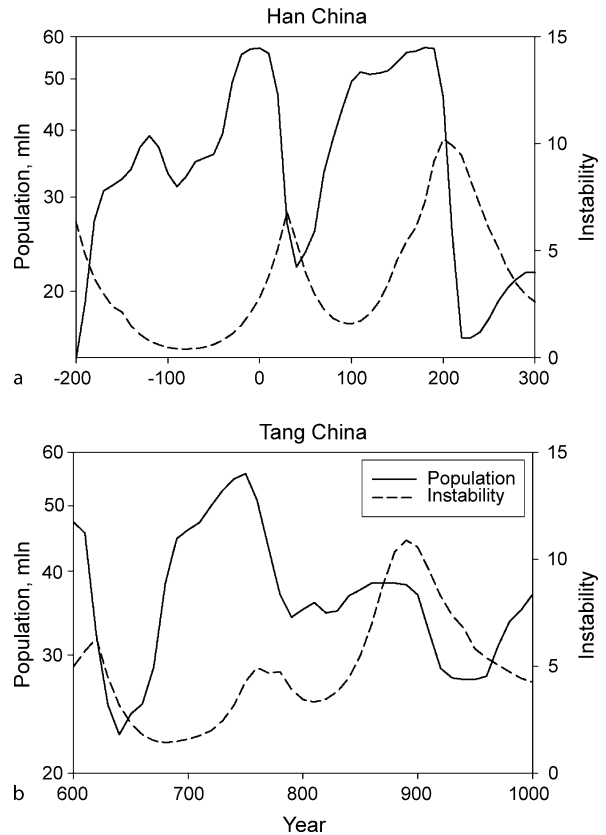 Han China
60
50
40
30
20
15
10
5
0
Population, mln
Instability
-200 -100 0 100 200 300
a
Tang China
60
50
40
30
20
15
10
5
0
Population
Instability
Population, mln
Instability
600 700 800 900 1000
b
Year